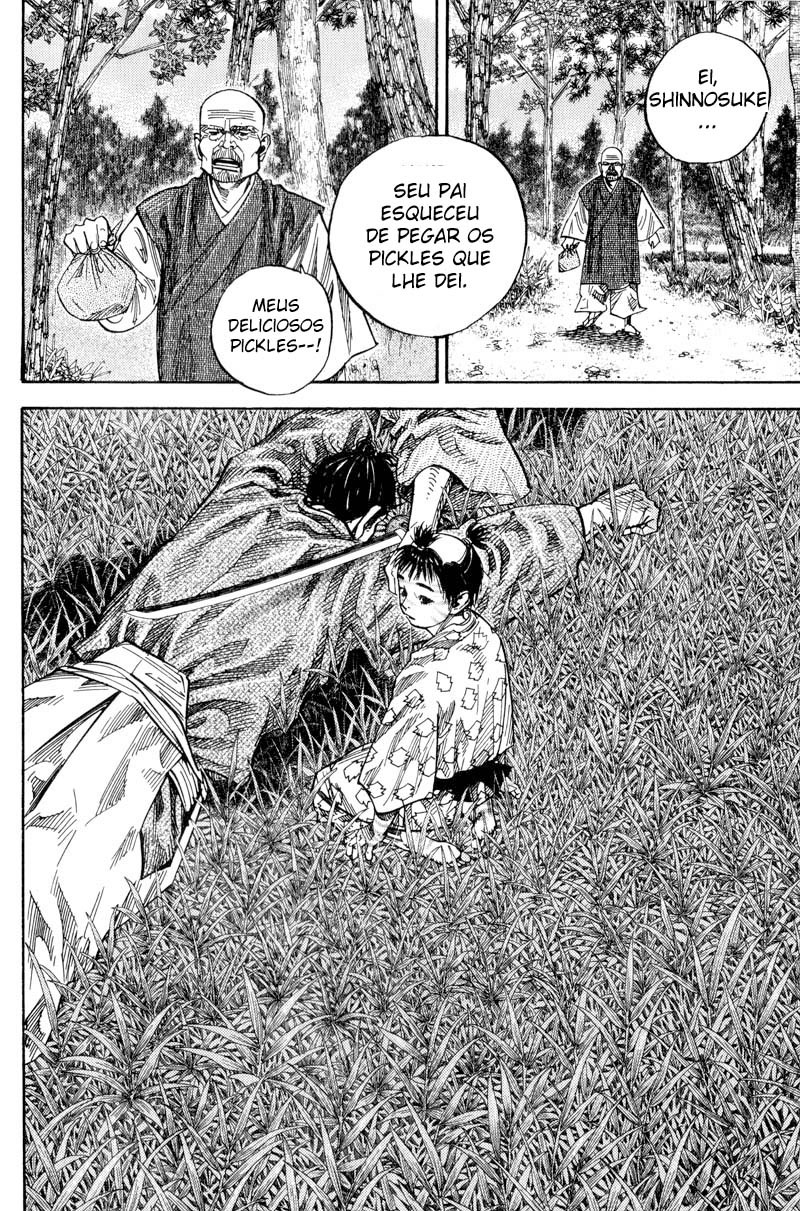 EI,
SHINNOSUKE
...
SEU PAI
ESQUECEU
DE PEGAR OS
PICKLES QUE
LHE DEI.
MEUS
DELICIOSOS
PICKLES--!